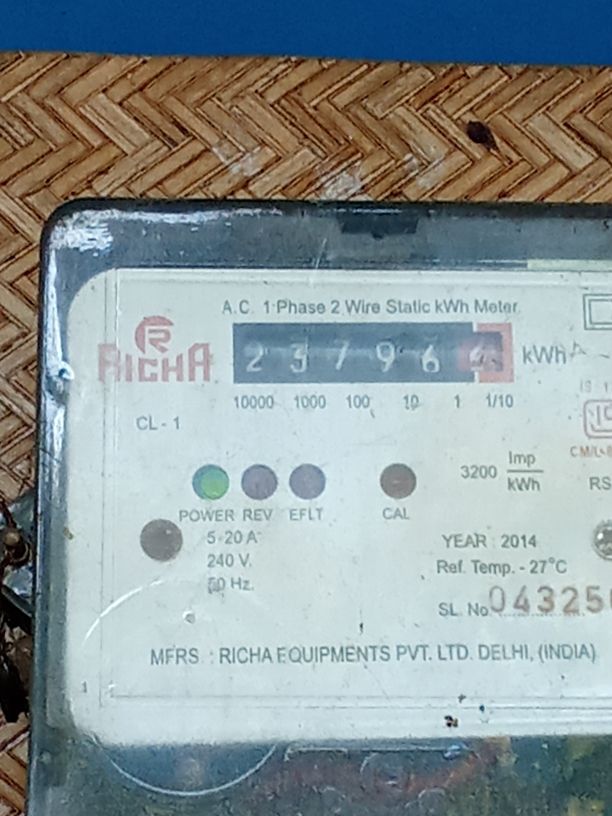 A.C. 1 Phase 2 Wire Static kWh Meter
RICHA
2 3 7 9 6
kWh
10000 1000 100 10 1 1/10
CL - 1
3200 Imp/kWh
POWER REV EFLT CAL
RS
5-20 A
240 V.
50 Hz.
YEAR : 2014
Ref. Temp. - 27°C
SL. No. 04325
MFRS. : RICHA EQUIPMENTS PVT. LTD. DELHI, (INDIA)
1